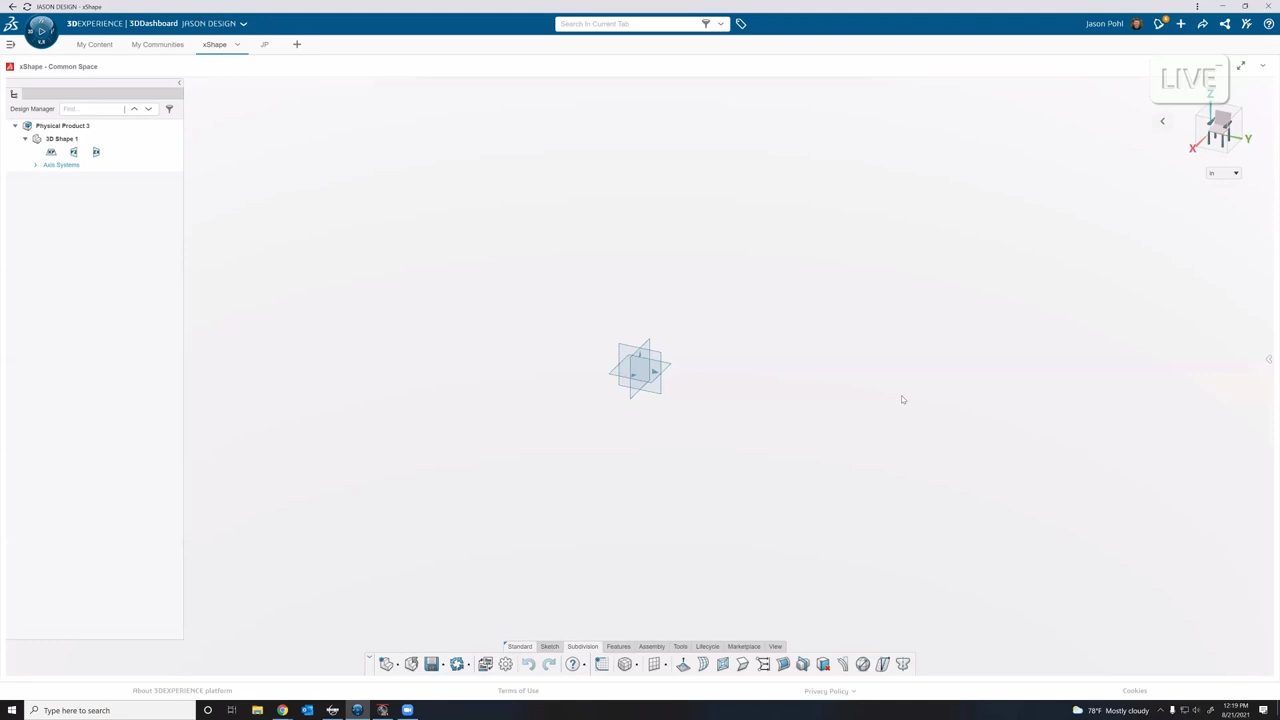 JASON DESIGN - xShape
3DEXPERIENCE | 3DDashboard JASON DESIGN
Search In Current Tab
Jason Pohl
My Content
My Communities
xShape
JP
xShape - Common Space
LIVE
Design Manager
Find...
Physical Product 3
3D Shape 1
Axis Systems
Z
X
Y
in
Standard
Sketch
Subdivision
Features
Assembly
Tools
Lifecycle
Marketplace
View
About 3DEXPERIENCE platform
Terms of Use
Privacy Policy
Cookies
Type here to search
78°F Mostly cloudy
12:19 PM
8/21/2021